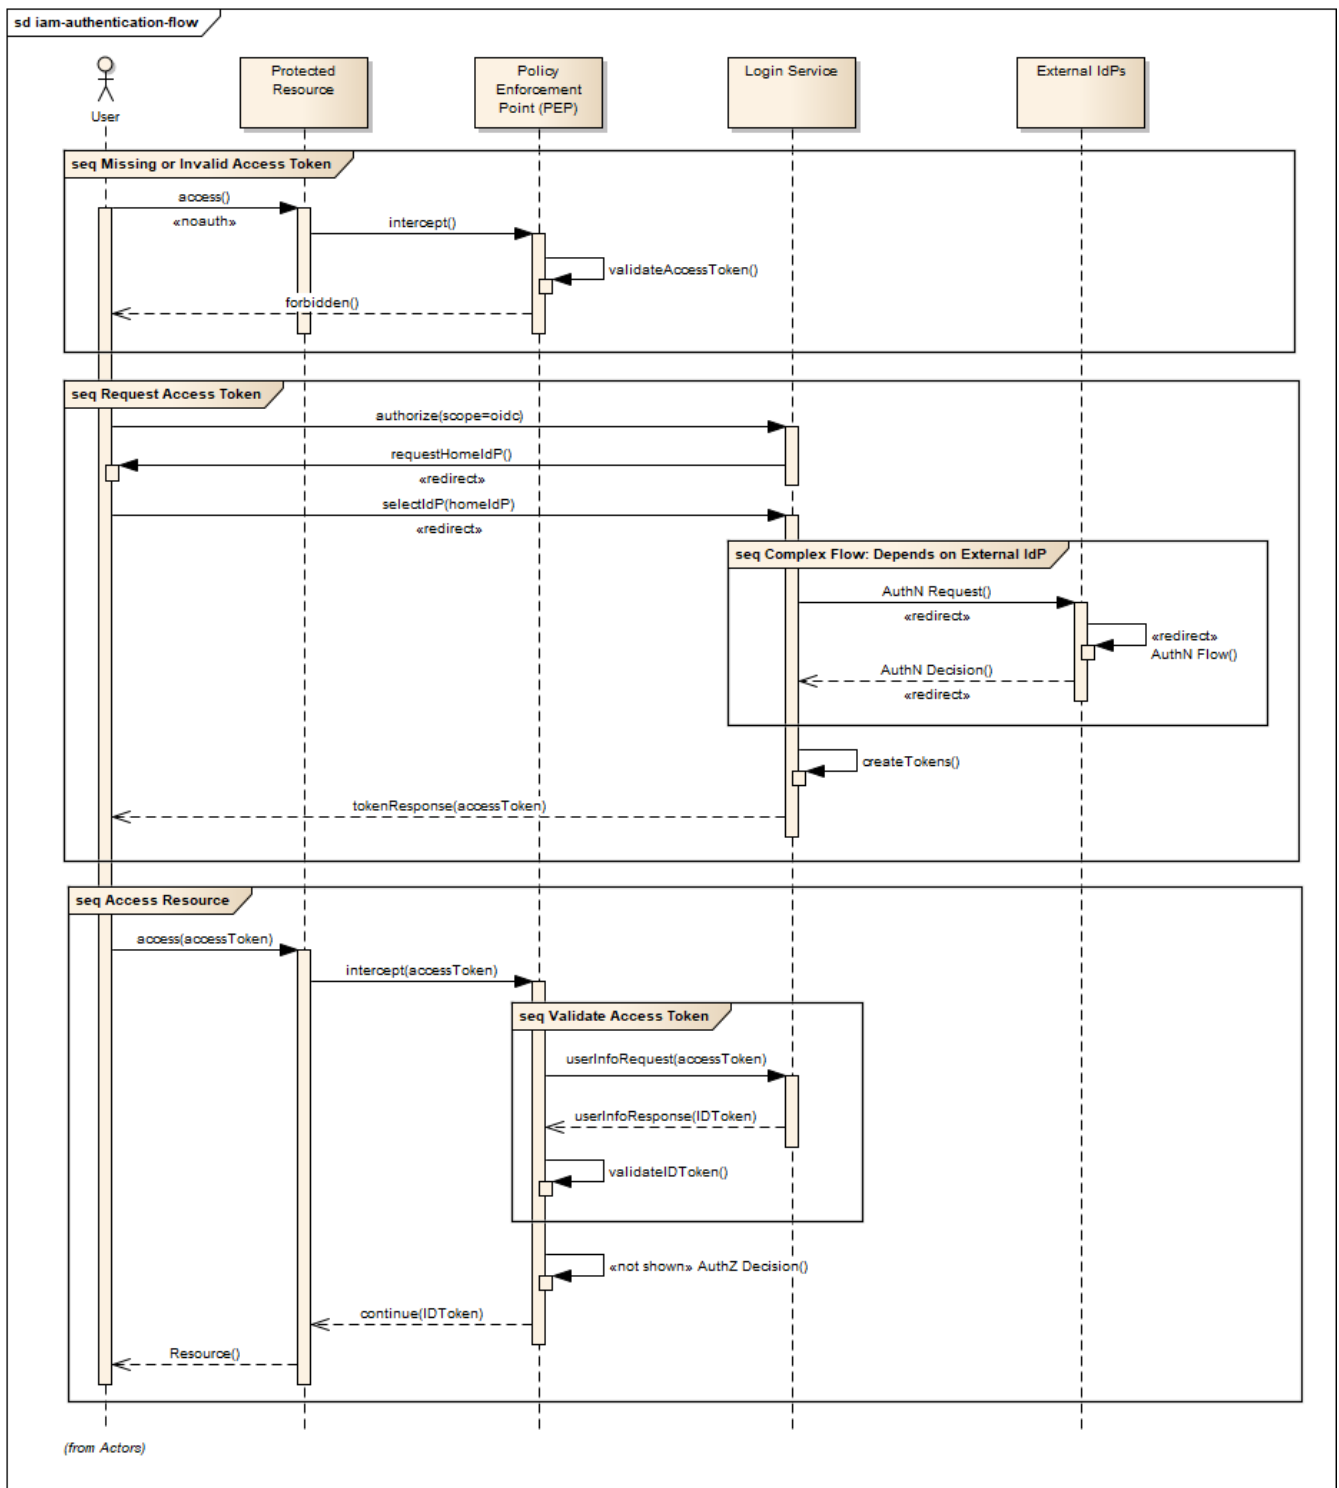 sd iam-authentication-flow
User
Protected
Resource
Policy
Enforcement
Point (PEP)
Login Service
External IdPs
seq Missing or Invalid Access Token
access()
«noauth»
intercept()
validateAccessToken()
forbidden()
seq Request Access Token
authorize(scope=oidc)
requestHomeIdP()
«redirect»
selectIdP(homeIdP)
«redirect»
seq Complex Flow: Depends on External IdP
AuthN Request()
«redirect»
«redirect»
AuthN Flow()
AuthN Decision()
«redirect»
createTokens()
tokenResponse(accessToken)
seq Access Resource
access(accessToken)
intercept(accessToken)
seq Validate Access Token
userInfoRequest(accessToken)
userInfoResponse(IDToken)
validateIDToken()
«not shown» AuthZ Decision()
continue(IDToken)
Resource()
(from Actors)